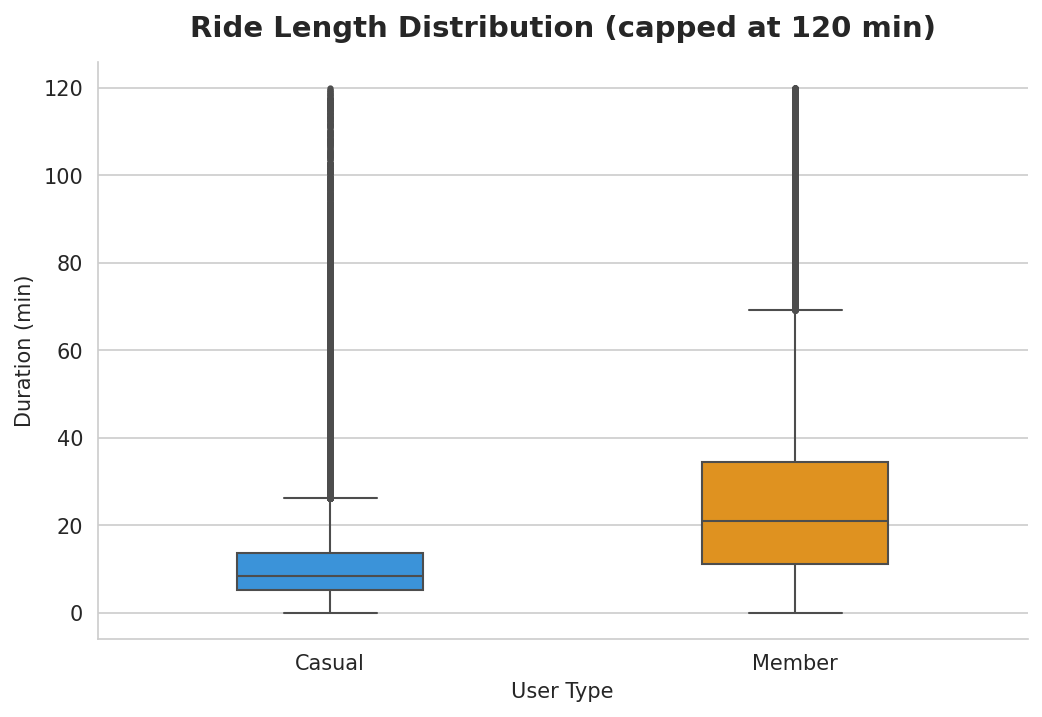 Ride Length Distribution (capped at 120 min)
120
100
80
60
40
20
0
Duration (min)
Casual
Member
User Type